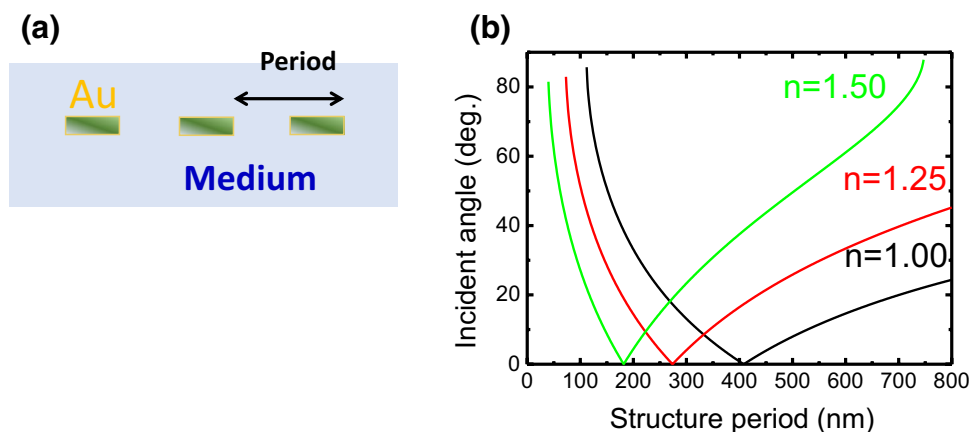 (a)
Period
Au
Medium
(b)
Incident angle (deg.)
80
60
40
20
0
n=1.50
n=1.25
n=1.00
0 100 200 300 400 500 600 700 800
Structure period (nm)